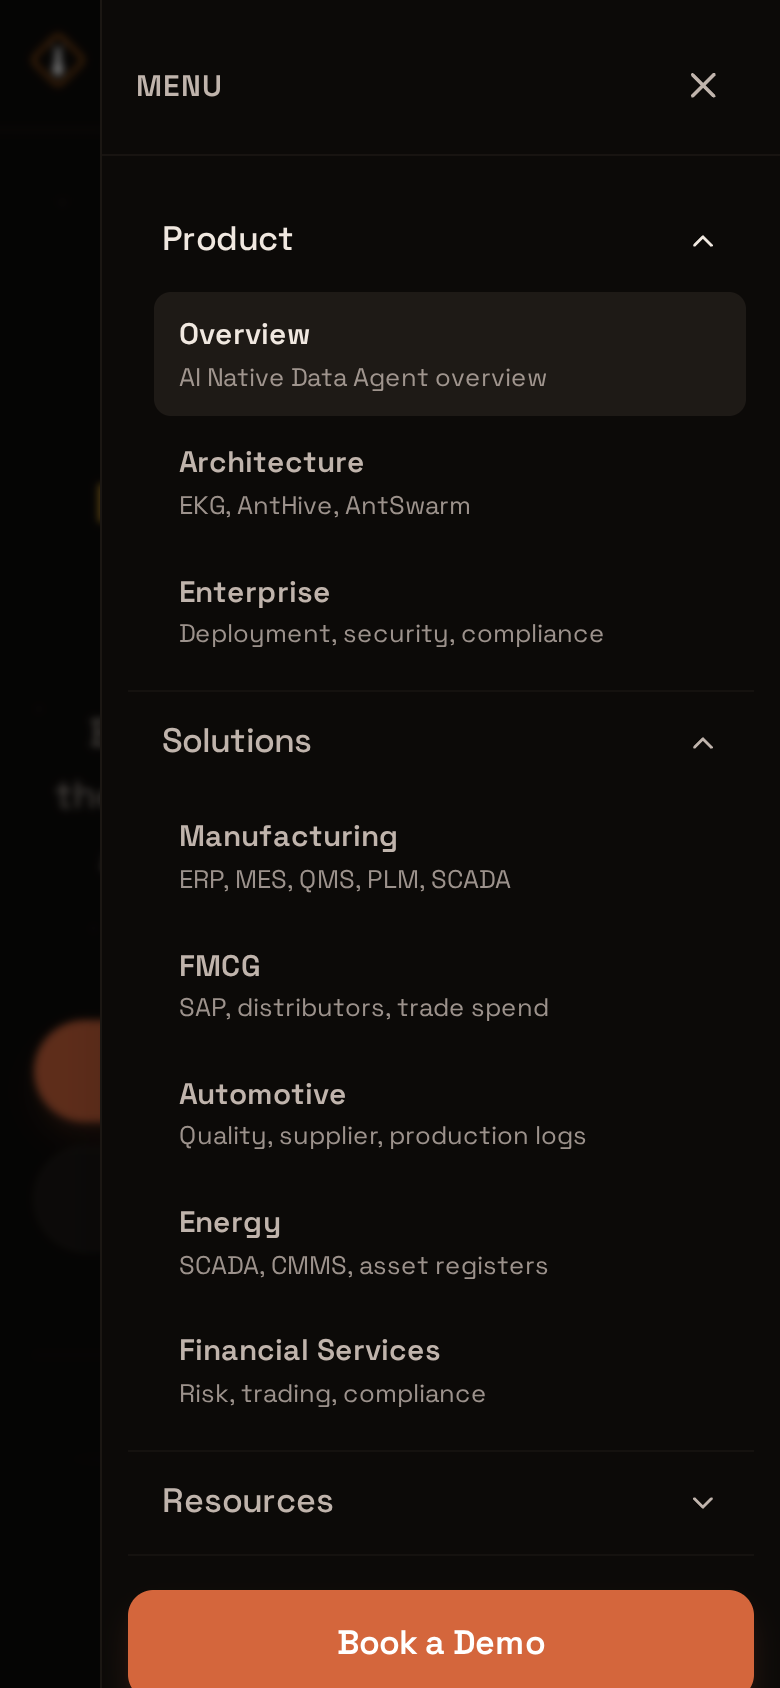 MENU
Product
Overview
AI Native Data Agent overview
Architecture
EKG, AntHive, AntSwarm
Enterprise
Deployment, security, compliance
Solutions
Manufacturing
ERP, MES, QMS, PLM, SCADA
FMCG
SAP, distributors, trade spend
Automotive
Quality, supplier, production logs
Energy
SCADA, CMMS, asset registers
Financial Services
Risk, trading, compliance
Resources
Book a Demo